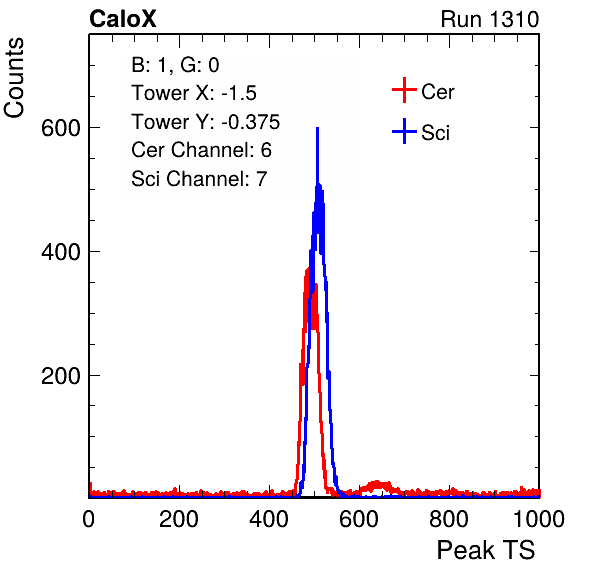 CaloX
Run 1310
Counts
B: 1, G: 0
Tower X: -1.5
Tower Y: -0.375
Cer Channel: 6
Sci Channel: 7
Cer
Sci
600
400
200
0 200 400 600 800 1000
Peak TS